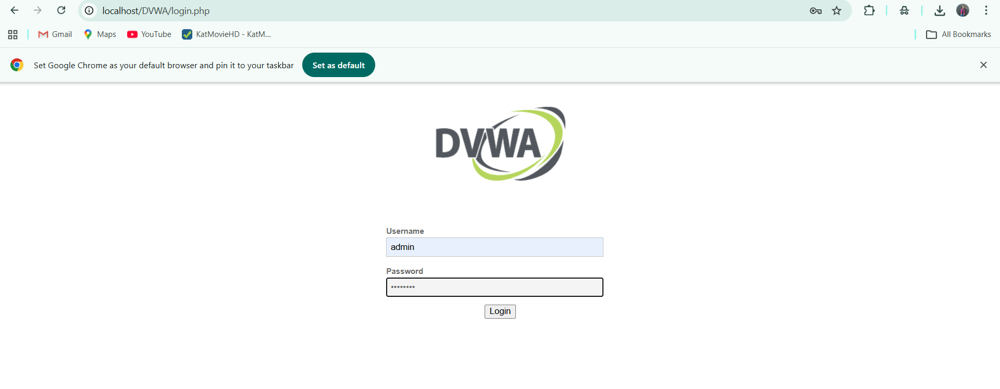 localhost/DVWA/login.php
Gmail
Maps
YouTube
KatMovieHD - KatM...
All Bookmarks
Set Google Chrome as your default browser and pin it to your taskbar
Set as default
DVWA
Username
admin
Password
••••••••
Login